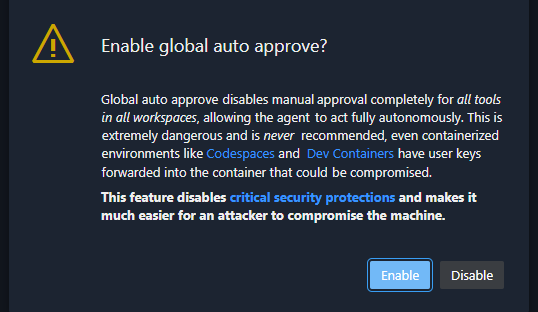 Enable global auto approve?
Global auto approve disables manual approval completely for all tools
in all workspaces, allowing the agent to act fully autonomously. This is
extremely dangerous and is never recommended, even containerized
environments like Codespaces and Dev Containers have user keys
forwarded into the container that could be compromised.
This feature disables critical security protections and makes it
much easier for an attacker to compromise the machine.
Enable
Disable